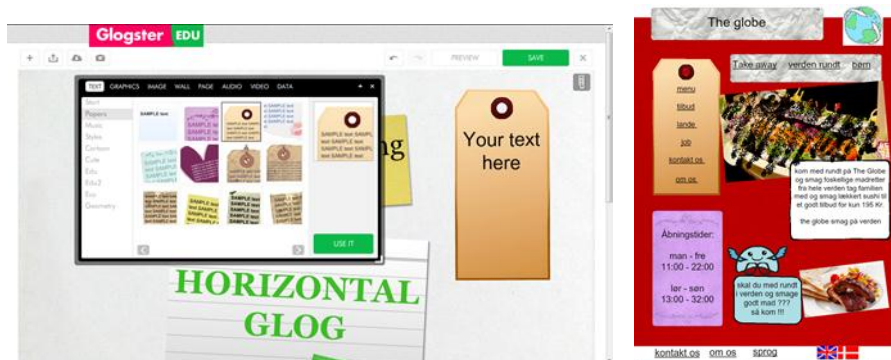 Glogster EDU
PREVIEW
SAVE
TEXT GRAPHICS IMAGE WALL PAGE AUDIO VIDEO DATA
Start
Papers
Music
Styles
Cartoon
Cute
Edu
Edu2
Eva
Geometry
SAMPLE text
USE IT
ng
Your text
here
HORIZONTAL
GLOG
The globe
Take away verden rundt børn
menu
tilbud
lande
job
kontakt os
om os
kom med rundt på The Globe
og smag foskellige madretter
fra hele verden tag familien
med og smag lækkert sushi til
et godt tilbud for kun 195 Kr
the globe smag på verden
Åbningstider:
man - fre
11:00 - 22:00
lør - søn
13:00 - 32:00
skal du med rundt
i verden og smage
godt mad ???
så kom !!!
kontakt os om os sprog